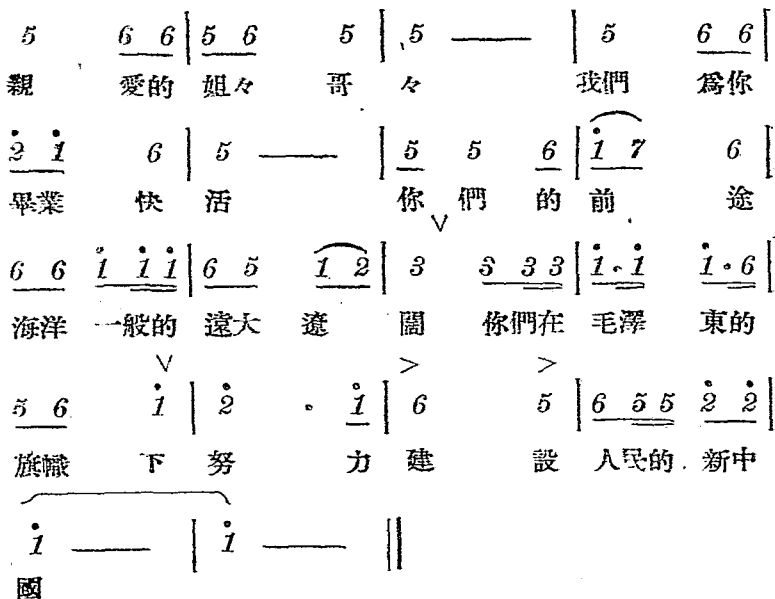 5 6 6 | 5 6 5 | 5 — | 5 6 6 |
親 愛的 姐々 哥 々 我們 爲你
2̇ 1̇ 6 | 5 — | 5 5 6 | 1̇ 7 6 |
畢業 快 活 你 們 的 前 途
6 6 1̇ 1̇ 1̇ | 6 5 1 2 | 3 3 3 3 | 1̇ · 1̇ 1̇ · 6 |
海洋 一般的 遠大 遼 闊 你們在 毛澤 東的
5 6 1̇ | 2̇ · 1̇ | 6 5 | 6 5 5 2̇ 2̇ |
旗幟 下 努 力 建 設 人民的 新中
1̇ — | 1̇ — ‖
國